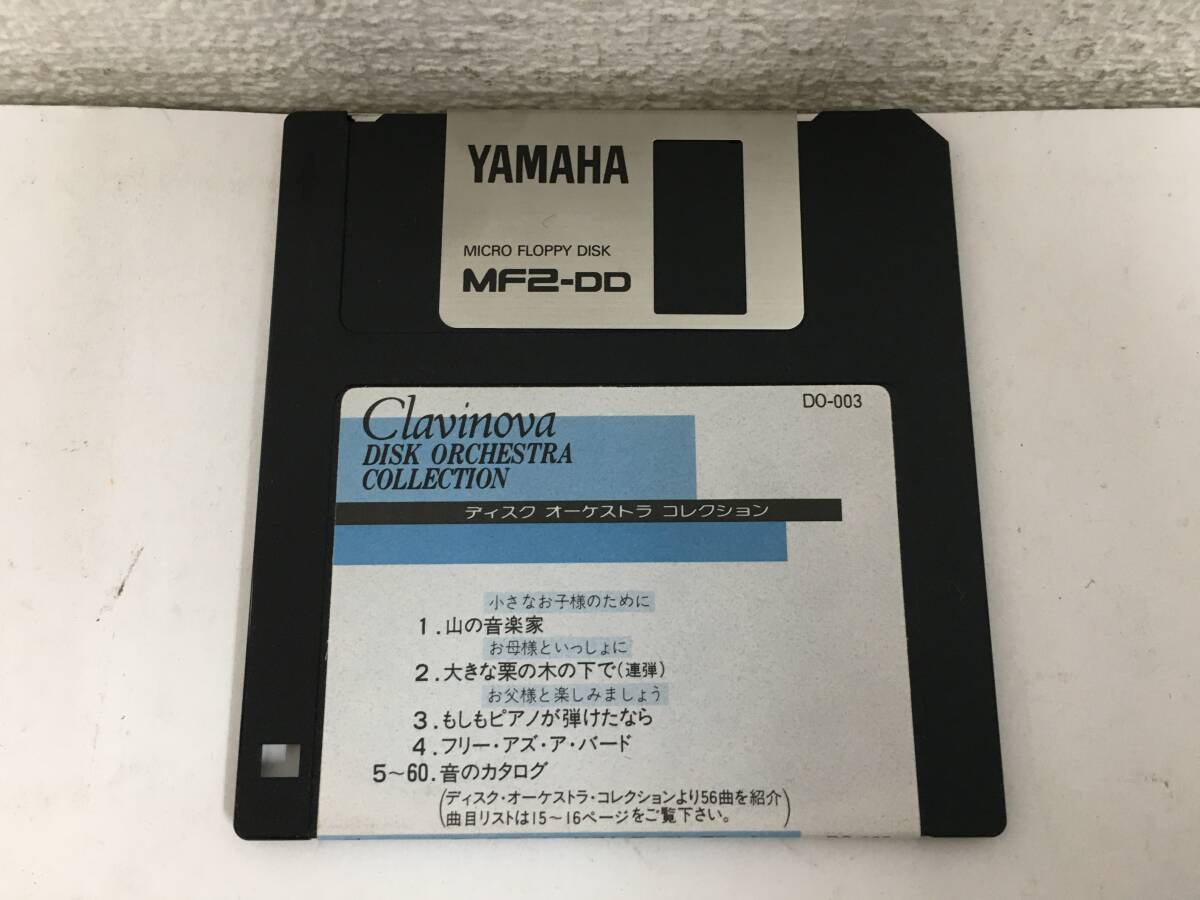 YAMAHA
MICRO FLOPPY DISK
MF2-DD
DO-003
Clavinova
DISK ORCHESTRA
COLLECTION
ディスク オーケストラ コレクション
小さなお子様のために
1.山の音楽家
お母様といっしょに
2.大きな栗の木の下で(連弾)
お父様と楽しみましょう
3.もしもピアノが弾けたなら
4.フリー・アズ・ア・バード
5〜60.音のカタログ
(ディスク・オーケストラ・コレクションより56曲を紹介
曲目リストは15〜16ページをご覧下さい。)